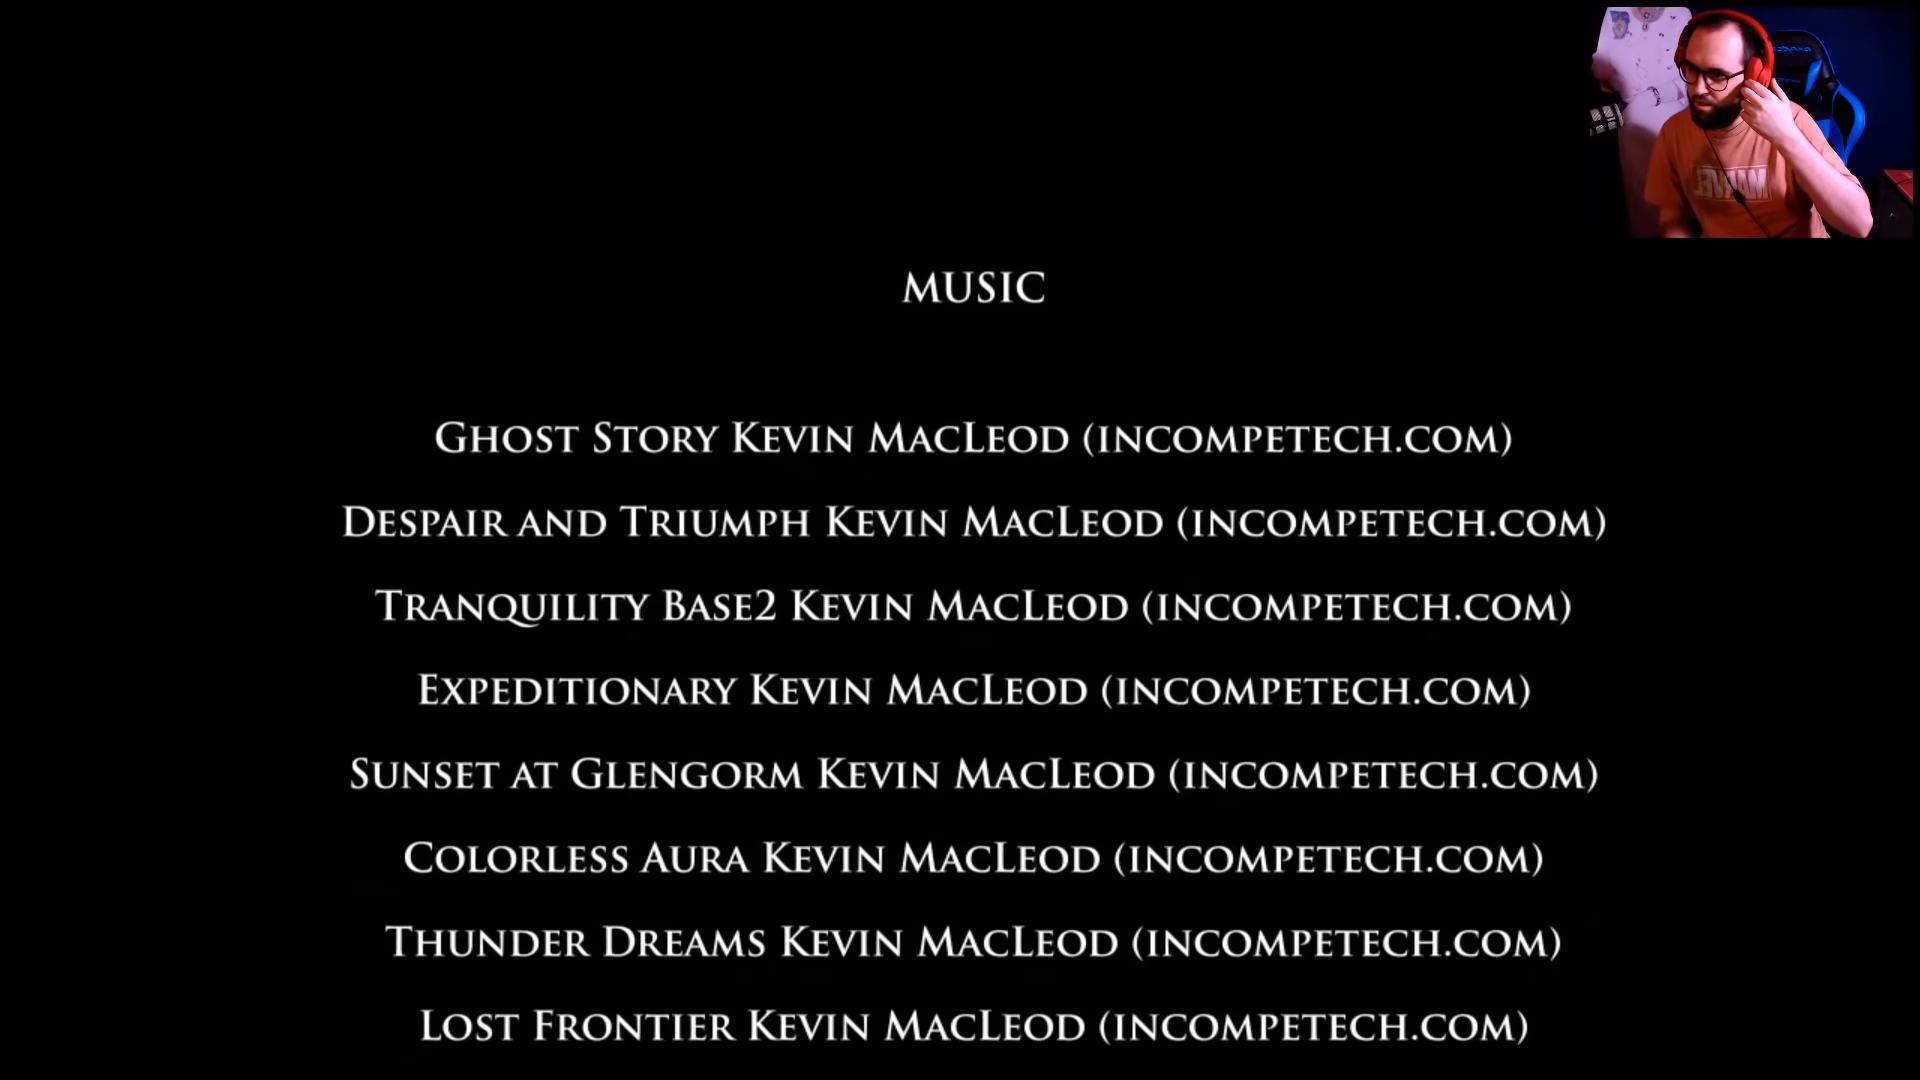 MUSIC
Ghost Story Kevin MacLeod (incompetech.com)
Despair and Triumph Kevin MacLeod (incompetech.com)
Tranquility Base2 Kevin MacLeod (incompetech.com)
Expeditionary Kevin MacLeod (incompetech.com)
Sunset at Glengorm Kevin MacLeod (incompetech.com)
Colorless Aura Kevin MacLeod (incompetech.com)
Thunder Dreams Kevin MacLeod (incompetech.com)
Lost Frontier Kevin MacLeod (incompetech.com)
MARVEL